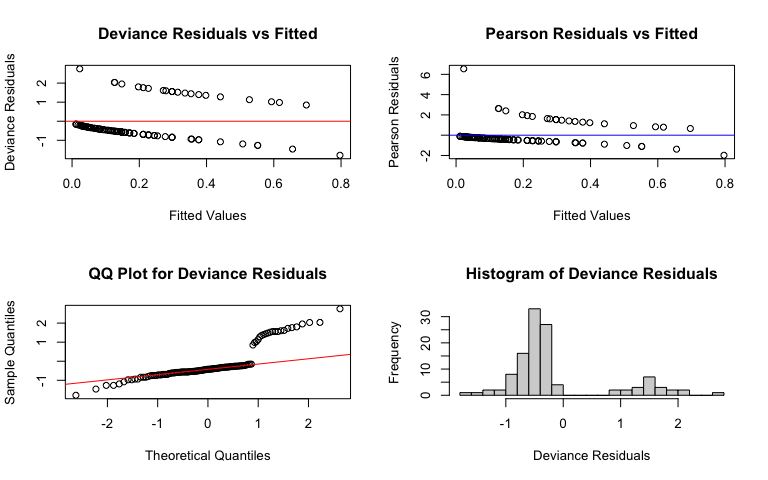 Deviance Residuals vs Fitted
Deviance Residuals
-1 1 2
0.0 0.2 0.4 0.6 0.8
Fitted Values
Pearson Residuals vs Fitted
Pearson Residuals
-2 2 4 6
0.0 0.2 0.4 0.6 0.8
Fitted Values
QQ Plot for Deviance Residuals
Sample Quantiles
-1 1 2
-2 -1 0 1 2
Theoretical Quantiles
Histogram of Deviance Residuals
Frequency
0 10 20 30
-1 0 1 2
Deviance Residuals